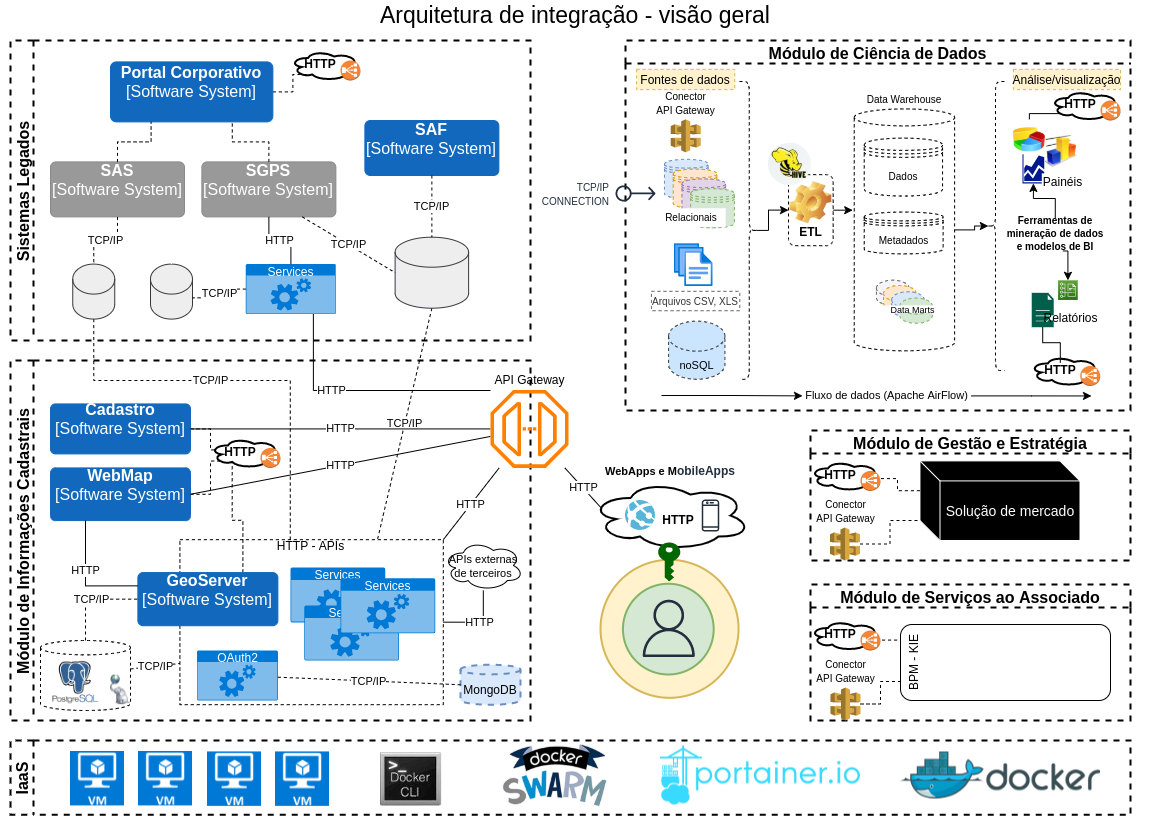 Arquitetura de integração - visão geral
Sistemas Legados
Portal Corporativo
[Software System]
HTTP
SAF
[Software System]
SAS
[Software System]
SGPS
[Software System]
TCP/IP
TCP/IP
HTTP
TCP/IP
Services
TCP/IP
Módulo de Informações Cadastrais
TCP/IP
HTTP
API Gateway
Cadastro
[Software System]
HTTP
TCP/IP
HTTP
WebMap
[Software System]
HTTP
HTTP
HTTP - APIs
APIs externas
de terceiros
HTTP
GeoServer
[Software System]
TCP/IP
Services
Services
Se
HTTP
PostgreSQL
TCP/IP
OAuth2
TCP/IP
MongoDB
HTTP
WebApps e MobileApps
HTTP
Módulo de Ciência de Dados
Fontes de dados
Conector
API Gateway
TCP/IP
CONNECTION
Relacionais
Arquivos CSV, XLS
noSQL
HIVE
ETL
Data Warehouse
Dados
Metadados
Data Marts
Análise/visualização
HTTP
Painéis
Ferramentas de
mineração de dados
e modelos de BI
Relatórios
HTTP
Fluxo de dados (Apache AirFlow)
Módulo de Gestão e Estratégia
HTTP
Conector
API Gateway
Solução de mercado
Módulo de Serviços ao Associado
HTTP
Conector
API Gateway
BPM - KIE
IaaS
VM
VM
VM
VM
>_
Docker
CLI
docker
SWARM
portainer.io
docker